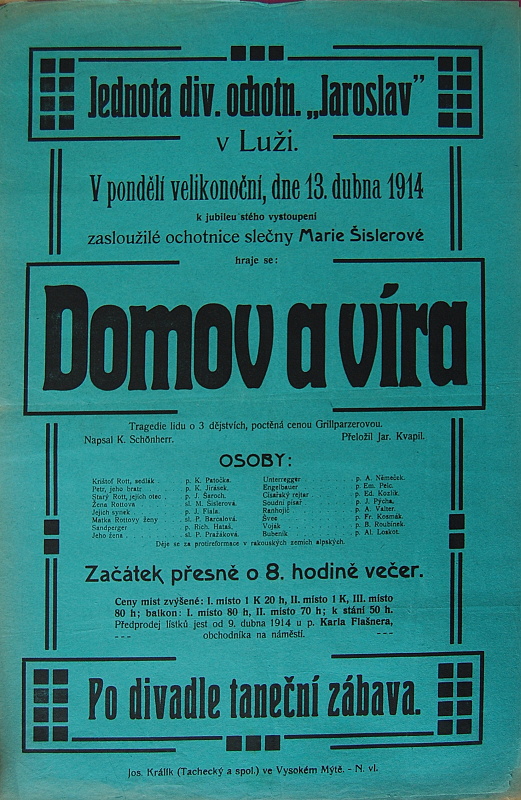 Jednota div. ochotn. „Jaroslav"
v Luži.
V pondělí velikonoční, dne 13. dubna 1914
k jubileu stého vystoupení
zasloužilé ochotnice slečny Marie Šislerové
hraje se:
Domov a víra
Tragedie lidu o 3 dějstvích, poctěná cenou Grillparzerovou.
Napsal K. Schönherr. Přeložil Jar. Kvapil.
OSOBY:
Krištof Rott, sedlák . . p. K. Patočka.
Petr, jeho bratr . . . p. K. Jirásek.
Starý Rott, jejich otec . p. J. Šaroch.
Žena Rottova . . . sl. M. Šislerová.
Jejich synek . . . p. J. Fiala.
Matka Rottovy ženy . . sl. P. Barcalová.
Sandperger . . . p. Rich. Hataš.
Jeho žena . . . sl. P. Pražáková.
Unterregger . . . p. A. Němeček.
Engelbauer . . . p. Em. Pelc.
Císařský rejtar . . . p. Ed. Kozlík.
Soudní písař . . . p. J. Pýcha.
Ranhojič . . . p. A. Valter.
Švec . . . p. Fr. Kosmák.
Voják . . . p. B. Roubínek.
Bubeník . . . p. Al. Loskot.
Děje se za protireformace v rakouských zemích alpských.
Začátek přesně o 8. hodině večer.
Ceny míst zvýšené: I. místo 1 K 20 h, II. místo 1 K, III. místo
80 h; balkon: I. místo 80 h, II. místo 70 h; k stání 50 h.
Předprodej lístků jest od 9. dubna 1914 u p. Karla Flašnera,
obchodníka na náměstí.
Po divadle taneční zábava.
Jos. Králík (Tachecký a spol.) ve Vysokém Mýtě. - N. vl.